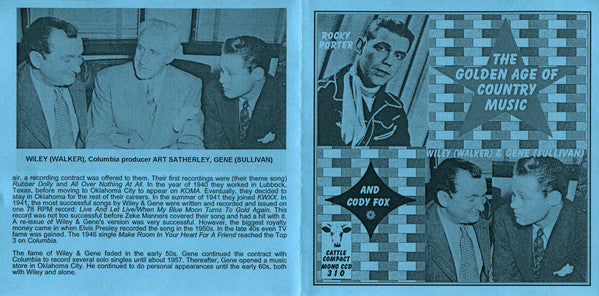 WILEY (WALKER), Columbia producer ART SATHERLEY, GENE (SULLIVAN)
air, a recording contract was offered to them. Their first recordings were (their theme song)
Rubber Dolly and All Over Nothing At All. In the year of 1940 they worked in Lubbock,
Texas, before moving to Oklahoma City to appear on KOMA. Eventually, they decided to
stay in Oklahoma for the rest of their careers. In the summer of 1941 they joined KWKX. In
1941, the most successful songs by Wiley & Gene were written and recorded and issued on
one 78 RPM record: Live And Let Live/When My Blue Moon Turns To Gold Again. This
record was not too successful before Zeke Manners covered their song and had a hit with it.
A re-issue of Wiley & Gene's version was very successful. However, the biggest royalty
money came in when Elvis Presley recorded the song in the 1950s. In the late 40s even TV
fame was gained. The 1946 single Make Room In Your Heart For A Friend reached the Top
3 on Columbia.
The fame of Wiley & Gene faded in the early 50s. Gene continued the contract with
Columbia to record several solo singles until about 1957. Thereafter, Gene opened a music
store in Oklahoma City. He continued to do personal appearances until the early 60s, both
with Wiley and alone.
ROCKY
PORTER
THE
GOLDEN AGE OF
COUNTRY
MUSIC
WILEY (WALKER) & GENE (SULLIVAN)
AND
CODY FOX
CATTLE
COMPACT
MONO CCD
310